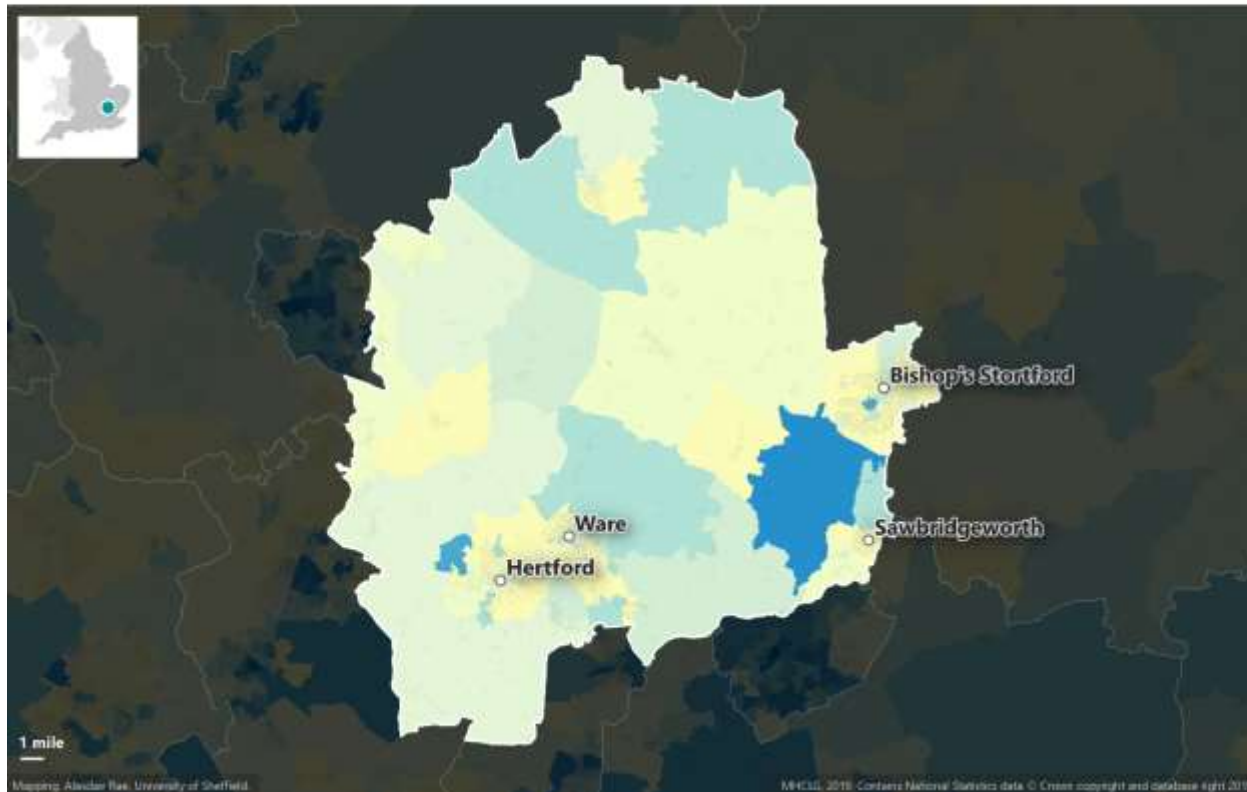 Bishop's Stortford
Ware
Sawbridgeworth
Hertford
1 mile
Mapping: Alasdair Rae, University of Sheffield.
MHCLG, 2019. Contains National Statistics data. © Crown copyright and database right 201